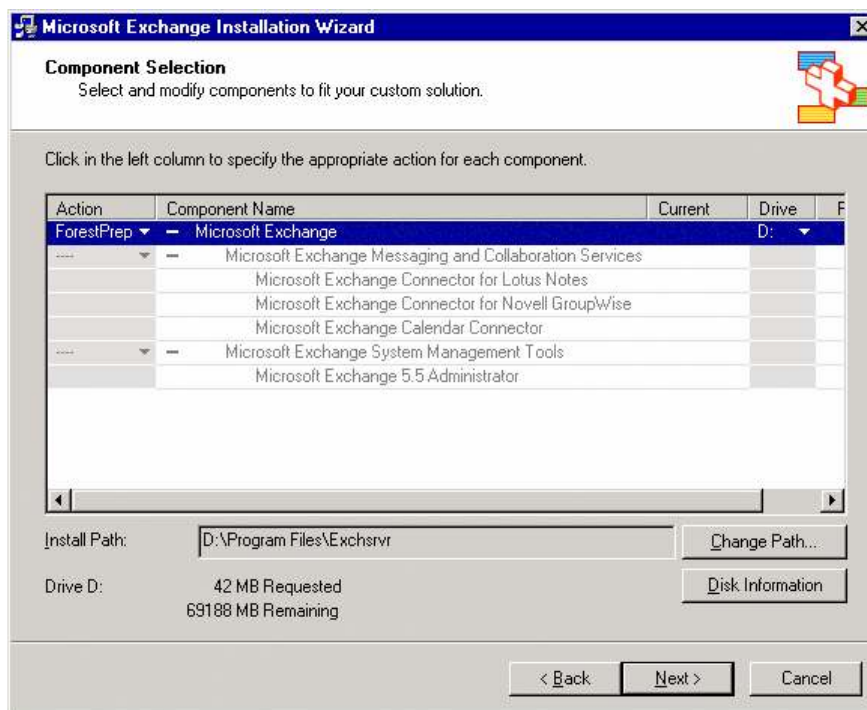 Microsoft Exchange Installation Wizard
Component Selection
Select and modify components to fit your custom solution.
Click in the left column to specify the appropriate action for each component.
Action Component Name Current Drive F
ForestPrep Microsoft Exchange D:
---- Microsoft Exchange Messaging and Collaboration Services
Microsoft Exchange Connector for Lotus Notes
Microsoft Exchange Connector for Novell GroupWise
Microsoft Exchange Calendar Connector
---- Microsoft Exchange System Management Tools
Microsoft Exchange 5.5 Administrator
Install Path: D:\Program Files\Exchsrvr Change Path...
Drive D: 42 MB Requested Disk Information
69188 MB Remaining
< Back Next > Cancel